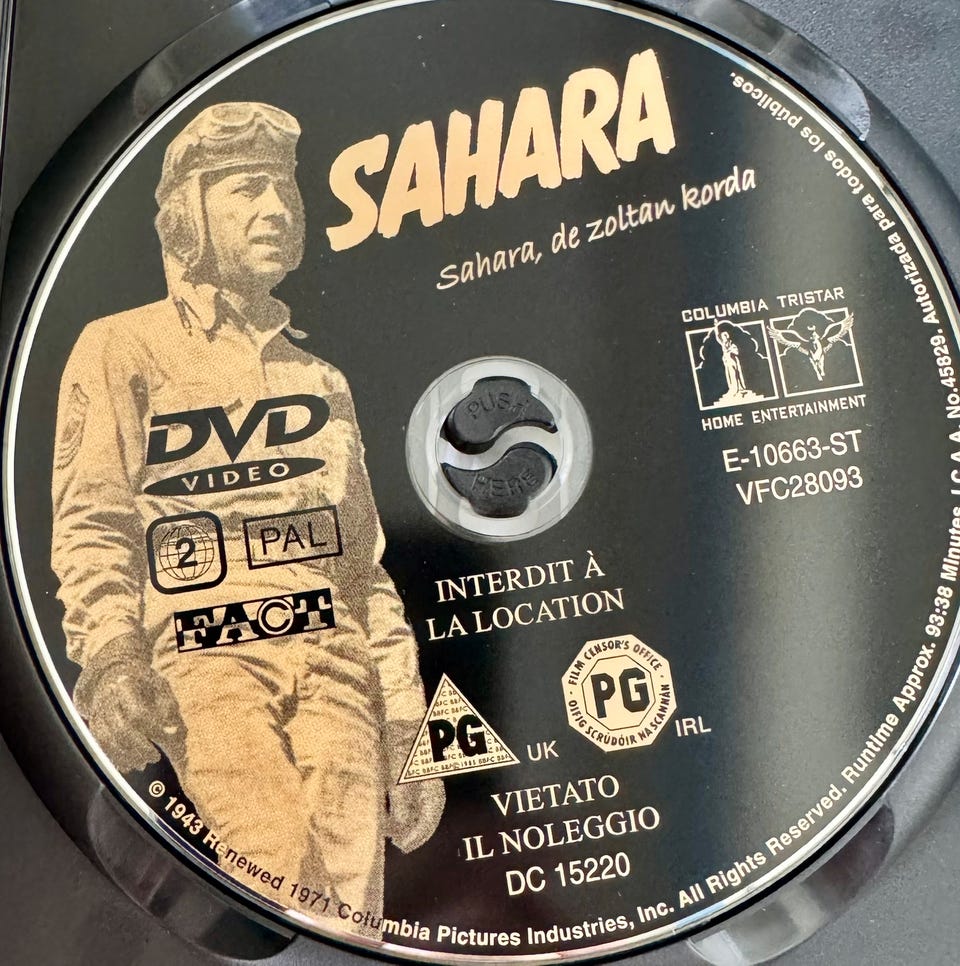 SAHARA
Sahara, de zoltan korda
COLUMBIA TRISTAR
HOME ENTERTAINMENT
E-10663-ST
VFC28093
DVD
VIDEO
2
PAL
FACT
PUSH
HERE
INTERDIT À
LA LOCATION
PG
UK
FILM CENSOR'S OFFICE
PG
OIFIG SCRÚDÓIR NA SCANNÁN
IRL
VIETATO
IL NOLEGGIO
DC 15220
© 1943 Renewed 1971 Columbia Pictures Industries, Inc. All Rights Reserved. Runtime Approx. 93:38 Minutes. I.C.A.A. No.45829. Autorizada para todos los públicos.